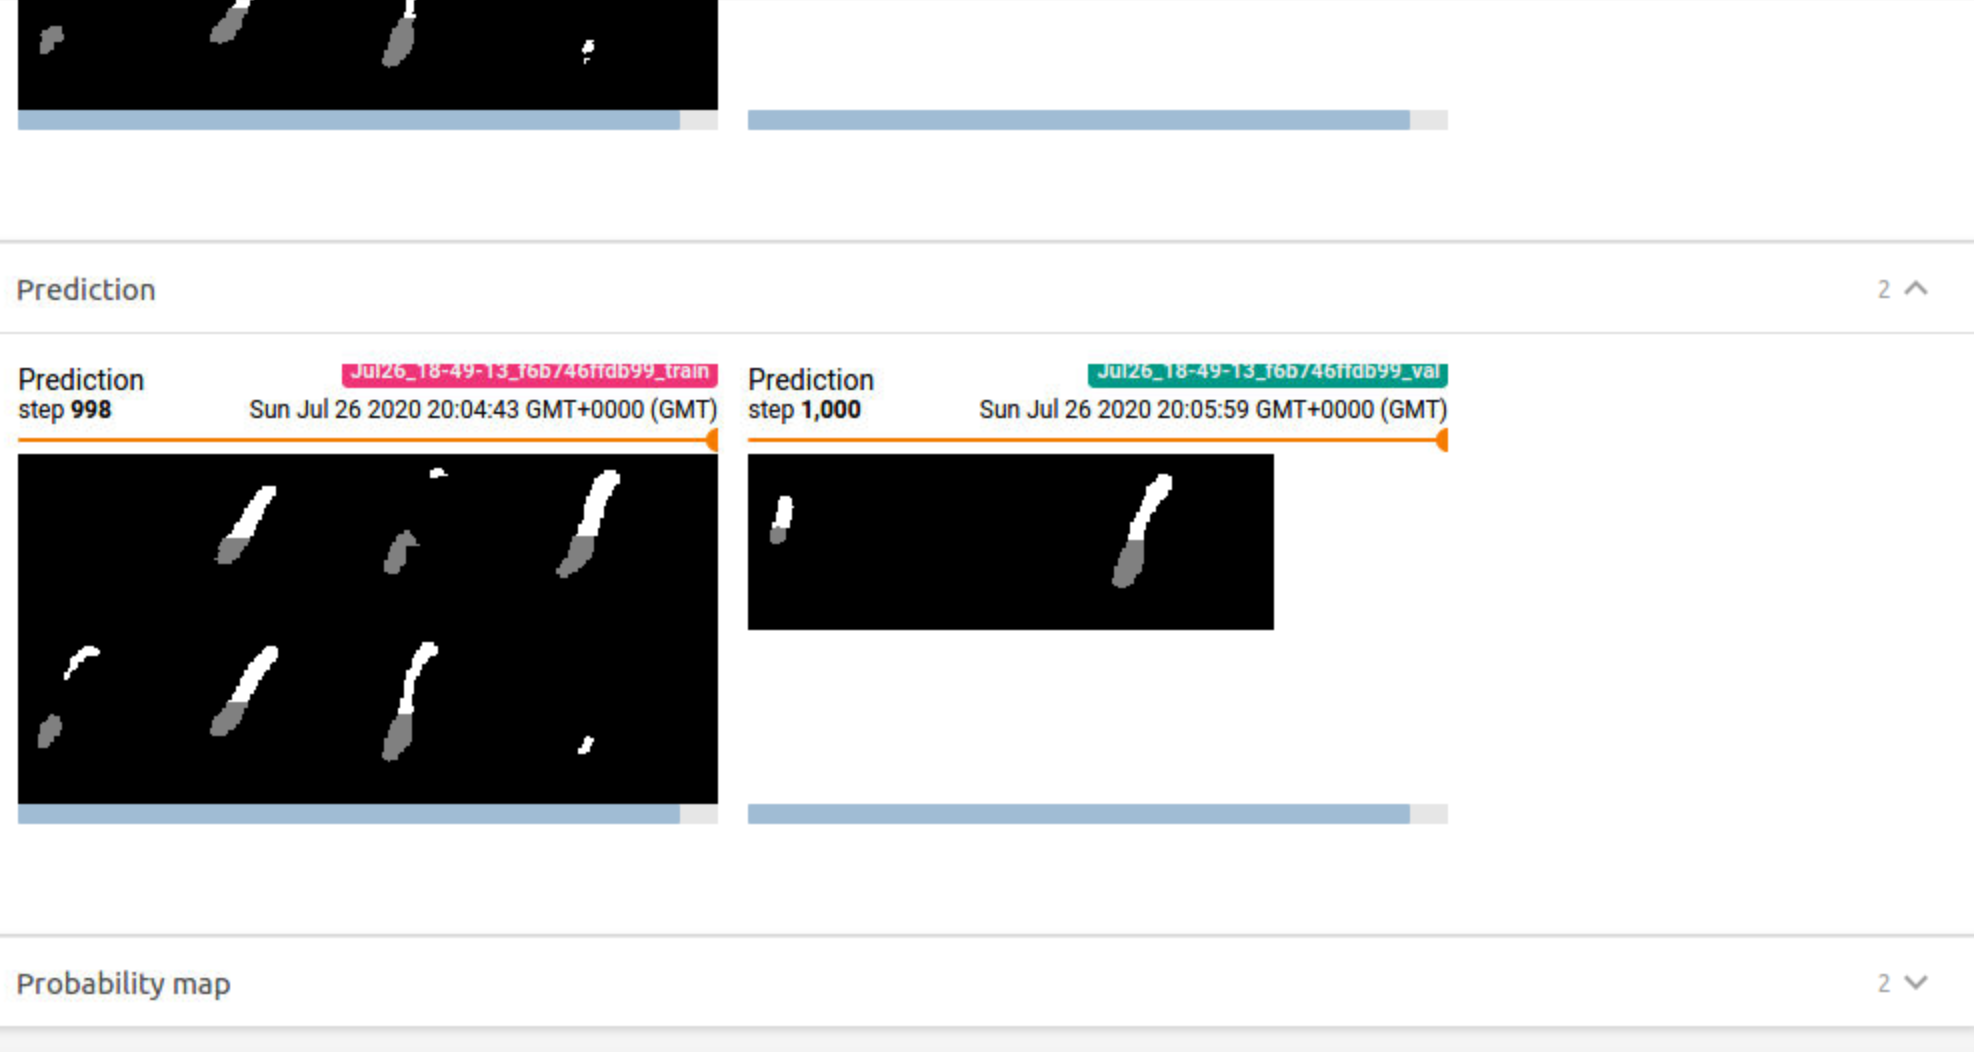 Prediction
2
Prediction
Jul26_18-49-13_f6b746ffdb99_train
step 998
Sun Jul 26 2020 20:04:43 GMT+0000 (GMT)
Prediction
Jul26_18-49-13_f6b746ffdb99_val
step 1,000
Sun Jul 26 2020 20:05:59 GMT+0000 (GMT)
Probability map
2